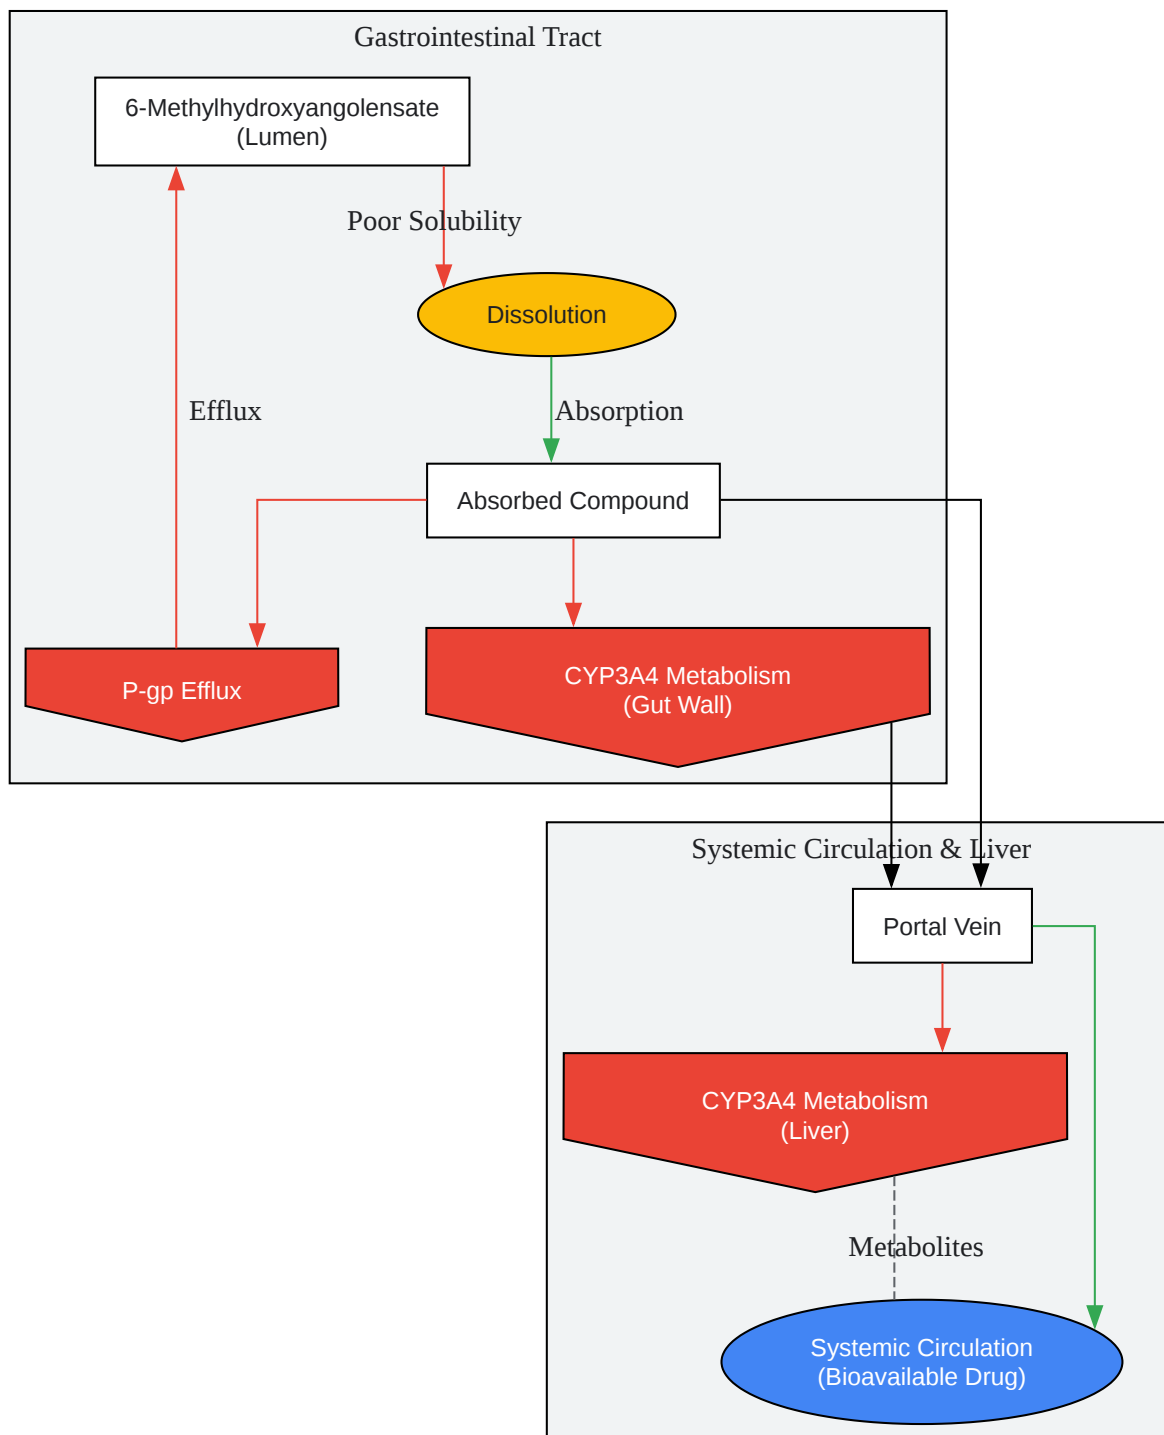 Gastrointestinal Tract
6-Methylhydroxyangolensate
(Lumen)
Poor Solubility
Dissolution
Efflux
Absorption
Absorbed Compound
P-gp Efflux
CYP3A4 Metabolism
(Gut Wall)
Systemic Circulation & Liver
Portal Vein
CYP3A4 Metabolism
(Liver)
Metabolites
Systemic Circulation
(Bioavailable Drug)